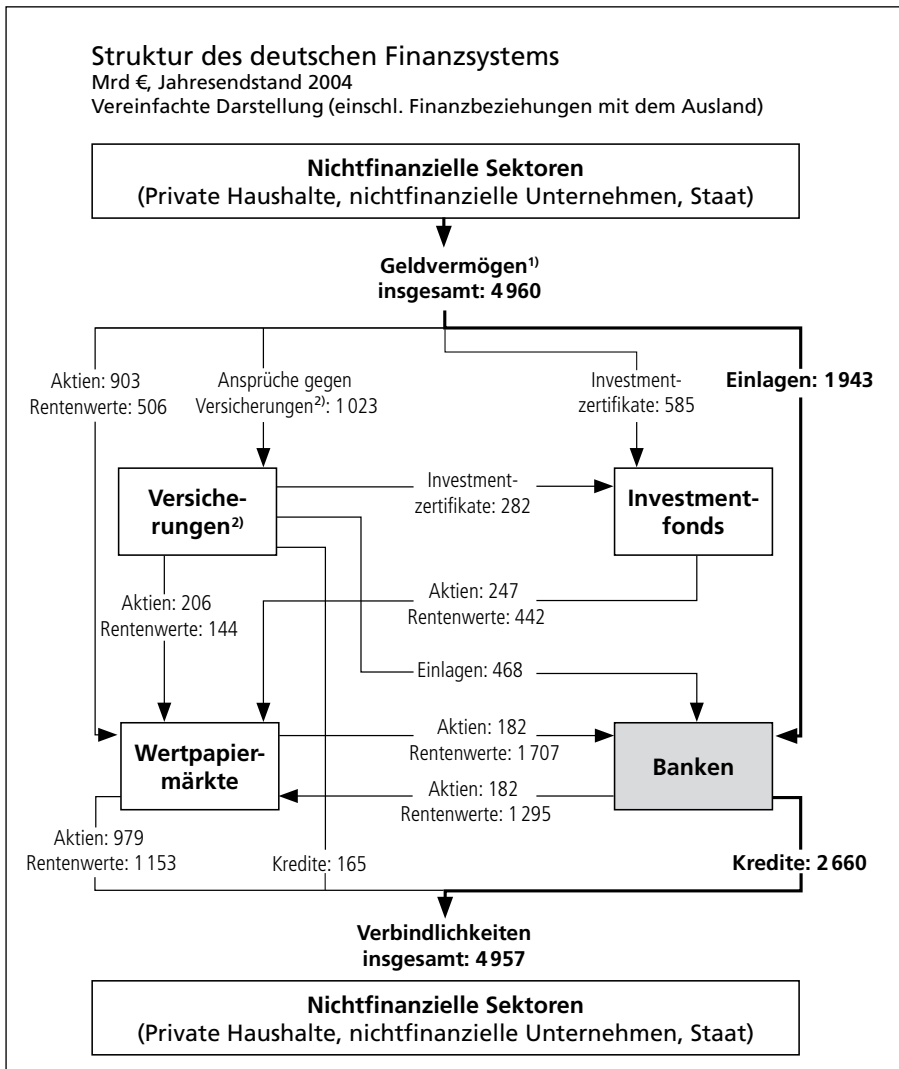 Struktur des deutschen Finanzsystems
Mrd €, Jahresendstand 2004
Vereinfachte Darstellung (einschl. Finanzbeziehungen mit dem Ausland)
Nichtfinanzielle Sektoren
(Private Haushalte, nichtfinanzielle Unternehmen, Staat)
Geldvermögen¹⁾
insgesamt: 4 960
Aktien: 903
Rentenwerte: 506
Ansprüche gegen
Versicherungen²⁾: 1 023
Investment-
zertifikate: 585
Einlagen: 1 943
Versiche-
rungen²⁾
Investment-
zertifikate: 282
Investment-
fonds
Aktien: 206
Rentenwerte: 144
Aktien: 247
Rentenwerte: 442
Einlagen: 468
Wertpapier-
märkte
Aktien: 182
Rentenwerte: 1 707
Aktien: 182
Rentenwerte: 1 295
Banken
Aktien: 979
Rentenwerte: 1 153
Kredite: 165
Kredite: 2 660
Verbindlichkeiten
insgesamt: 4 957
Nichtfinanzielle Sektoren
(Private Haushalte, nichtfinanzielle Unternehmen, Staat)